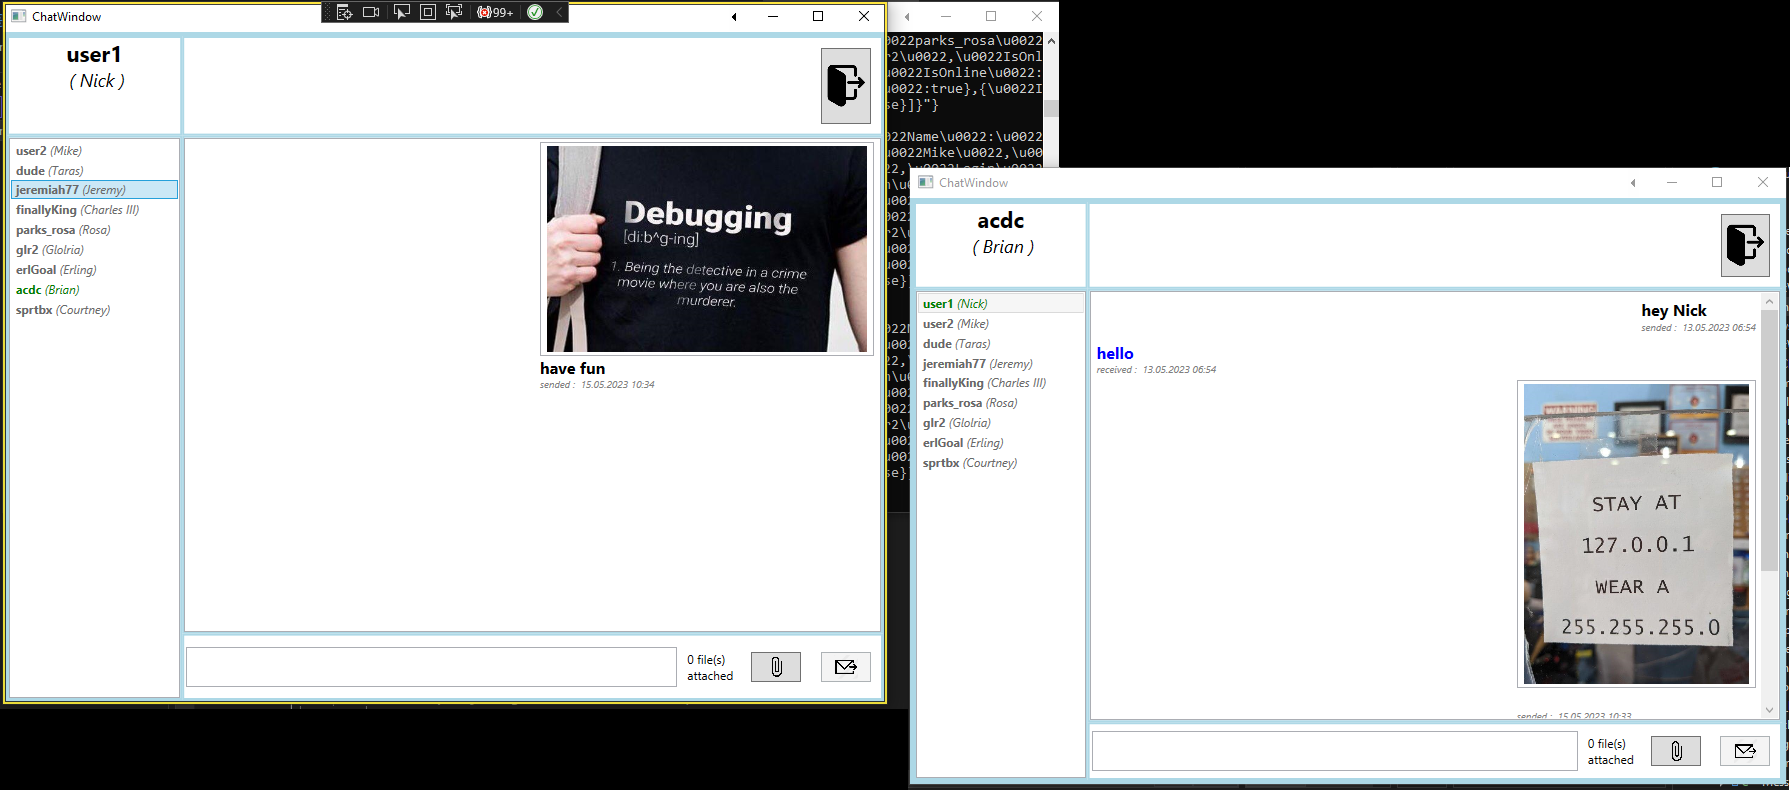 ChatWindow
99+
user1
( Nick )
user2 (Mike)
dude (Taras)
jeremiah77 (Jeremy)
finallyKing (Charles III)
parks_rosa (Rosa)
glr2 (Glolria)
erlGoal (Erling)
acdc (Brian)
sprtbx (Courtney)
Debugging
[di:b^g-ing]
1. Being the detective in a crime
movie where you are also the
murderer.
have fun
sended : 15.05.2023 10:34
0 file(s)
attached
0022parks_rosa\u0022
r2\u0022,\u0022IsOnl
u0022IsOnline\u0022:
u0022:true},{\u0022I
se}]}"}
0022Name\u0022:\u0022
u0022Mike\u0022,\u00
ChatWindow
acdc
( Brian )
user1 (Nick)
user2 (Mike)
dude (Taras)
jeremiah77 (Jeremy)
finallyKing (Charles III)
parks_rosa (Rosa)
glr2 (Glolria)
erlGoal (Erling)
sprtbx (Courtney)
hey Nick
sended : 13.05.2023 06:54
hello
received : 13.05.2023 06:54
STAY AT
127.0.0.1
WEAR A
255.255.255.0
sended : 15.05.2023 10:33
0 file(s)
attached